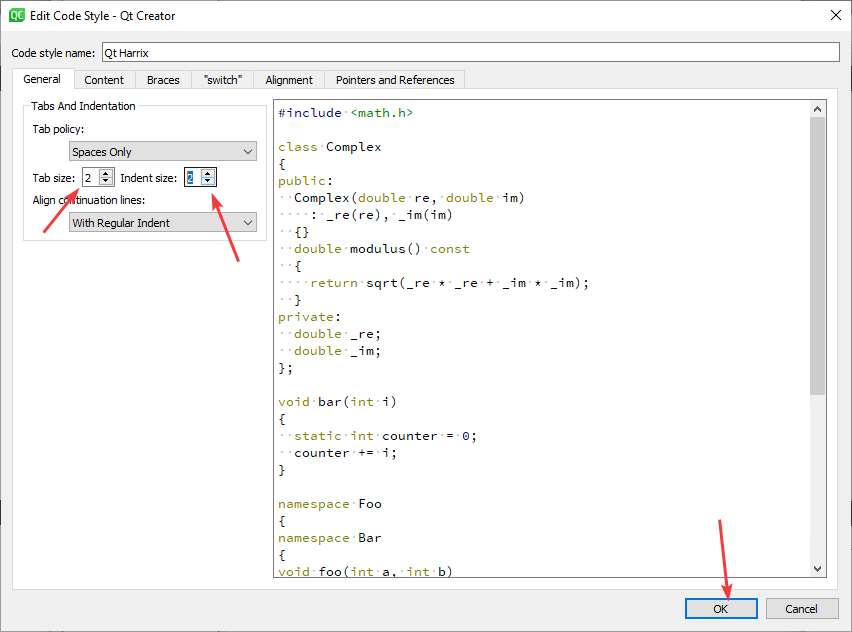 QC Edit Code Style - Qt Creator
Code style name: Qt Harrix
General Content Braces "switch" Alignment Pointers and References
Tabs And Indentation
Tab policy:
Spaces Only
Tab size: 2 Indent size: 2
Align continuation lines:
With Regular Indent
#include·<math.h>
class·Complex
{
public:
··Complex(double·re,·double·im)
····:·_re(re),·_im(im)
··{}
··double·modulus()·const
··{
····return·sqrt(_re·*·_re·+·_im·*·_im);
··}
private:
··double·_re;
··double·_im;
};
void·bar(int·i)
{
··static·int·counter·=·0;
··counter·+=·i;
}
namespace·Foo
{
namespace·Bar
{
void·foo(int·a,·int·b)
OK Cancel